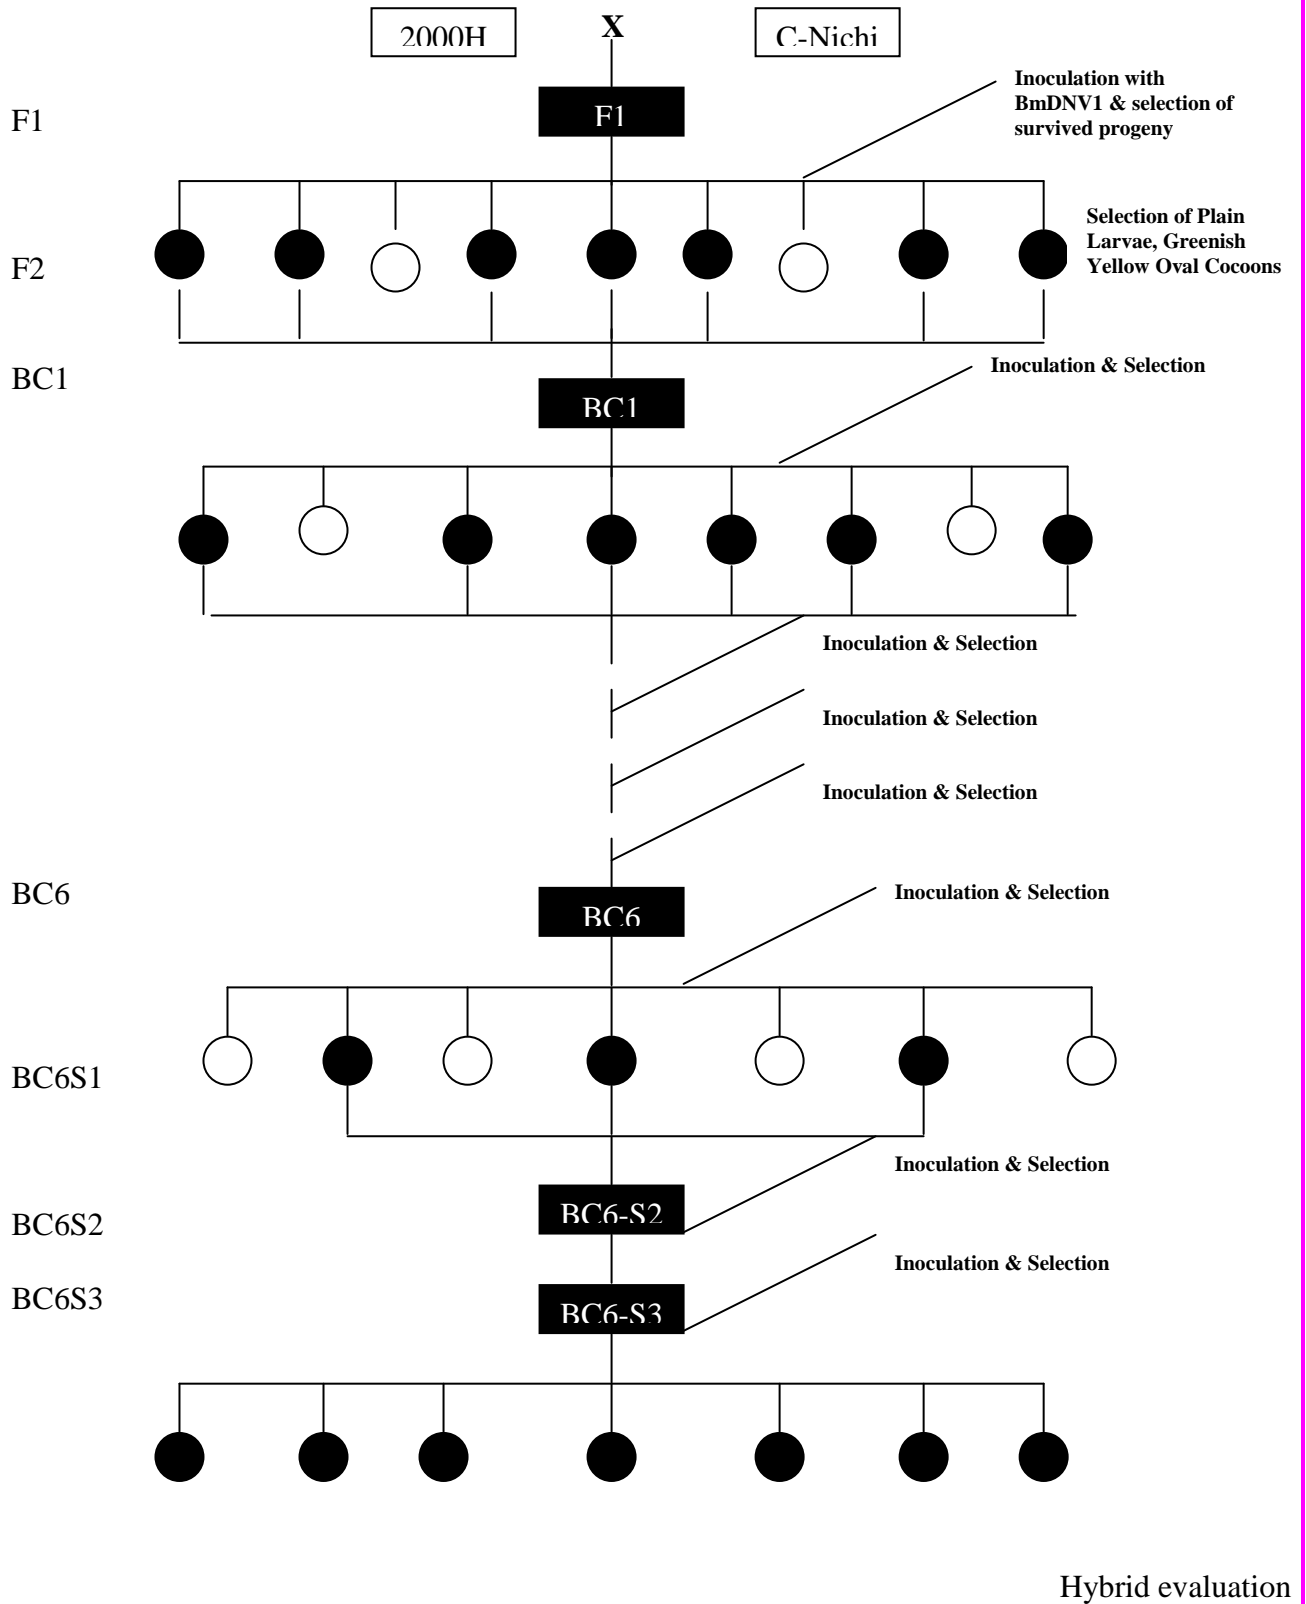 2000H
X
C-Nichi
Inoculation with
BmDNV1 & selection of
survived progeny
F1
F1
Selection of Plain
Larvae, Greenish
Yellow Oval Cocoons
F2
Inoculation & Selection
BC1
BC1
Inoculation & Selection
Inoculation & Selection
Inoculation & Selection
BC6
BC6
Inoculation & Selection
BC6S1
Inoculation & Selection
BC6S2
BC6-S2
Inoculation & Selection
BC6S3
BC6-S3
Hybrid evaluation